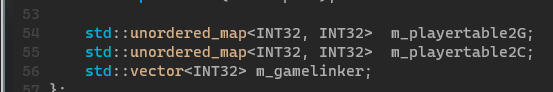 53
54 std::unordered_map<INT32, INT32> m_playertable2G;
55 std::unordered_map<INT32, INT32> m_playertable2C;
56 std::vector<INT32> m_gamelinker;
57 };